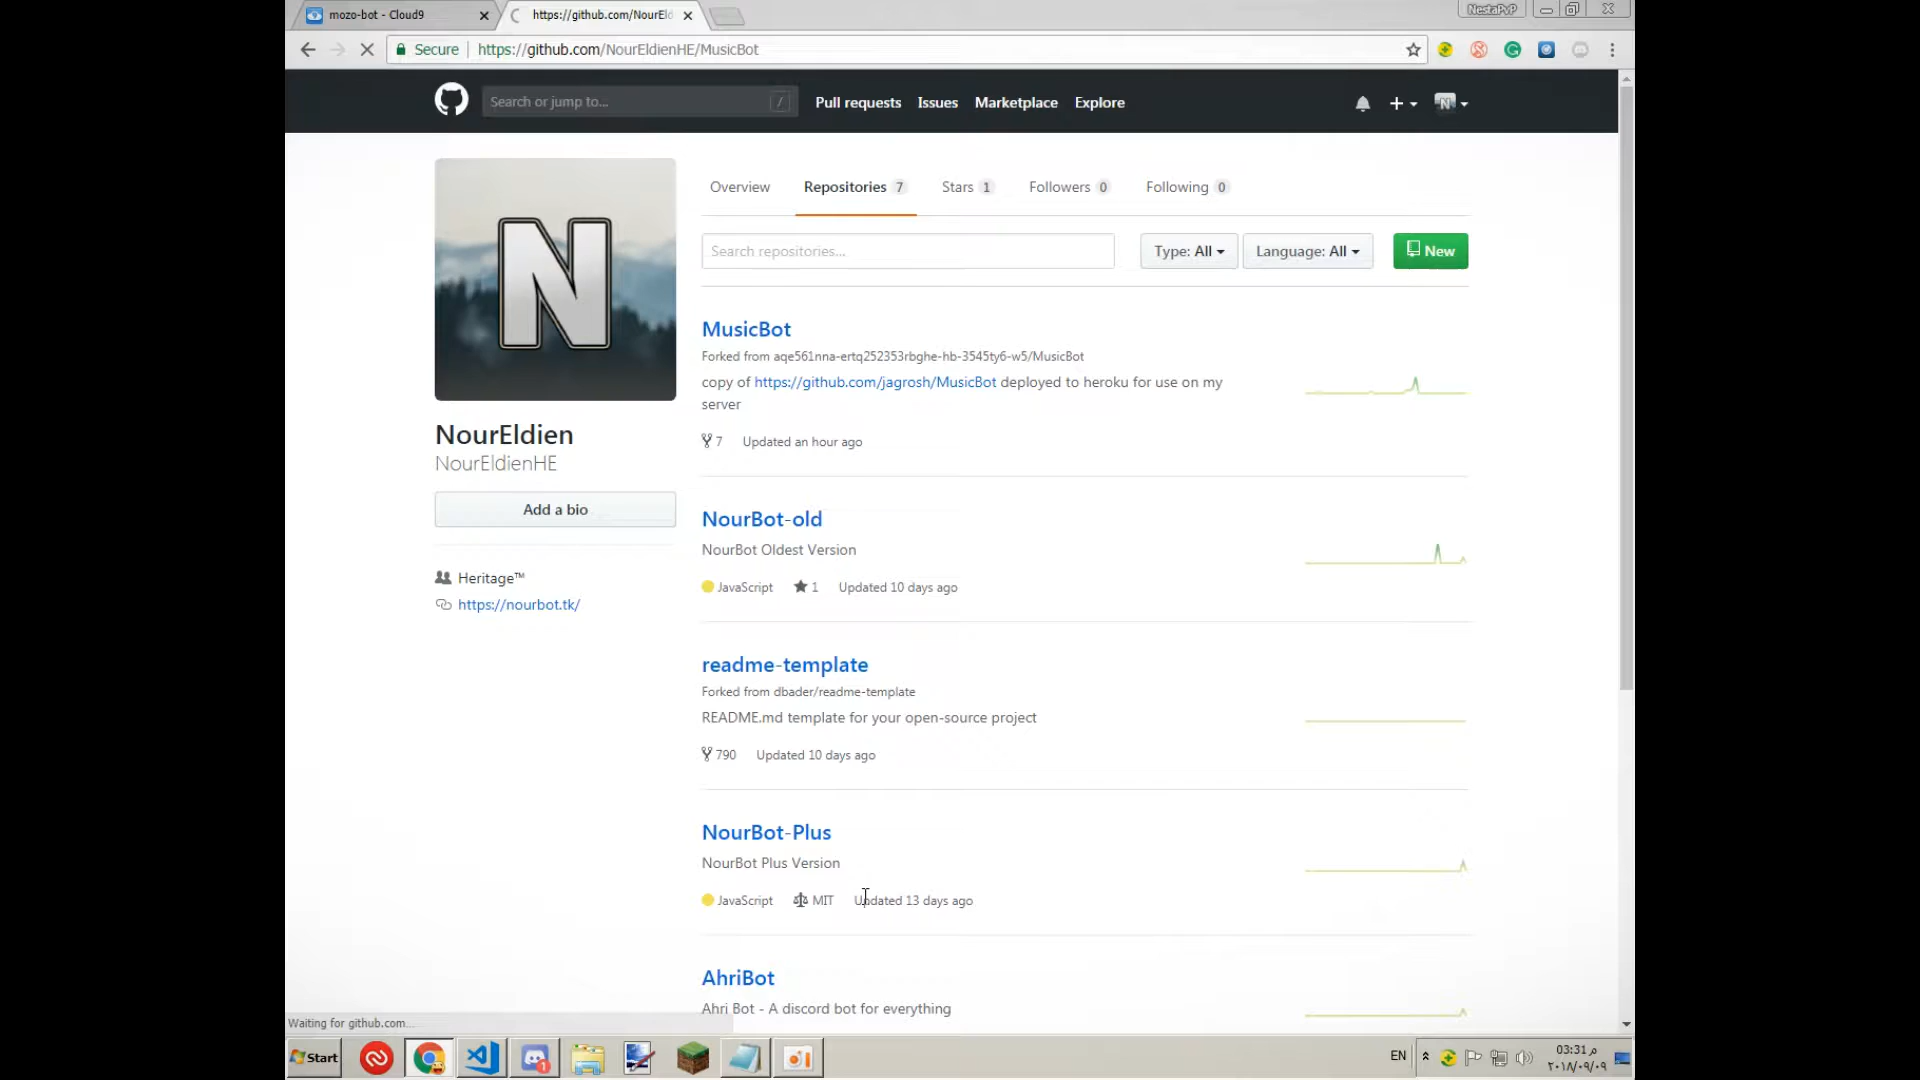 mozo-bot - Cloud9
https://github.com/NourEld
NestaPvP
Secure
https://github.com/NourEldienHE/MusicBot
Search or jump to...
/
Pull requests
Issues
Marketplace
Explore
N
Overview
Repositories 7
Stars 1
Followers 0
Following 0
Search repositories...
Type: All
Language: All
New
MusicBot
Forked from aqe561nna-ertq252353rbghe-hb-3545ty6-w5/MusicBot
copy of https://github.com/jagrosh/MusicBot deployed to heroku for use on my
server
7 Updated an hour ago
NourEldien
NourEldienHE
Add a bio
Heritage™
https://nourbot.tk/
NourBot-old
NourBot Oldest Version
JavaScript 1 Updated 10 days ago
readme-template
Forked from dbader/readme-template
README.md template for your open-source project
790 Updated 10 days ago
NourBot-Plus
NourBot Plus Version
JavaScript MIT Updated 13 days ago
AhriBot
Ahri Bot - A discord bot for everything
Waiting for github.com...
Start
EN
03:31 م
٢٠١٨/٠٩/٠٩